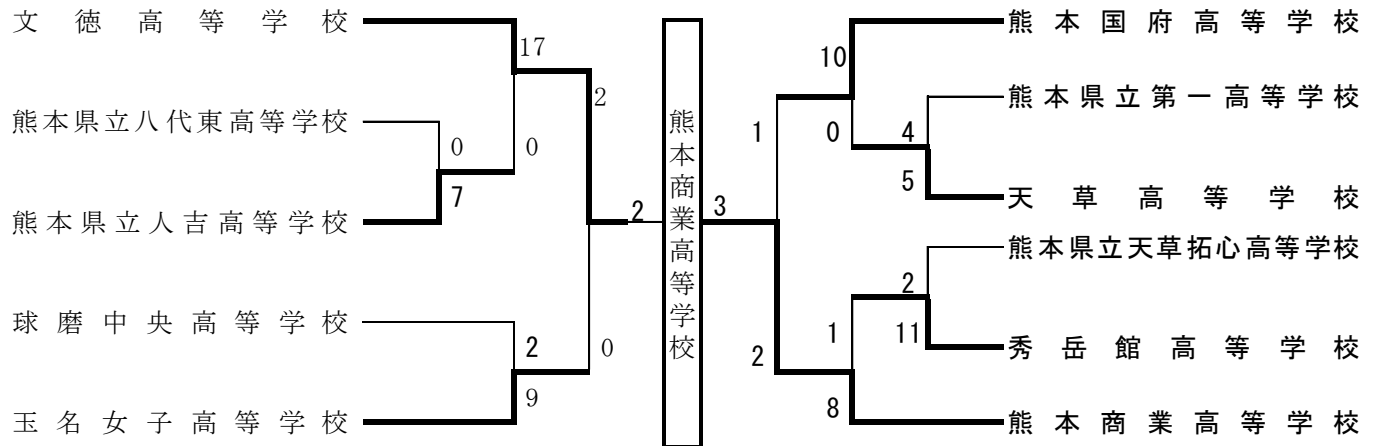 文徳高等学校
17
2
熊本県立八代東高等学校
0
0
7
熊本県立人吉高等学校
2
球磨中央高等学校
2
0
9
玉名女子高等学校
熊本商業高等学校
熊本国府高等学校
10
熊本県立第一高等学校
1
0
4
5
天草高等学校
3
熊本県立天草拓心高等学校
2
1
11
秀岳館高等学校
2
8
熊本商業高等学校